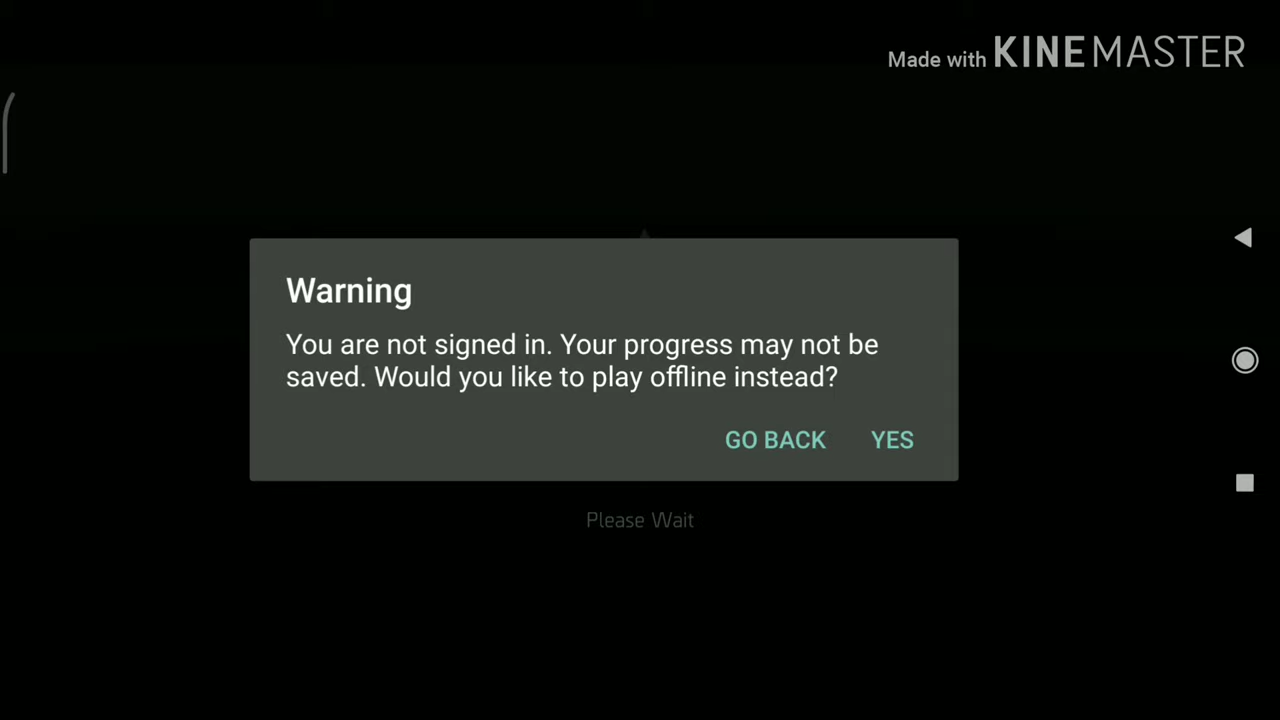 Made with KINEMASTER
Warning
You are not signed in. Your progress may not be
saved. Would you like to play offline instead?
GO BACK YES
Please Wait